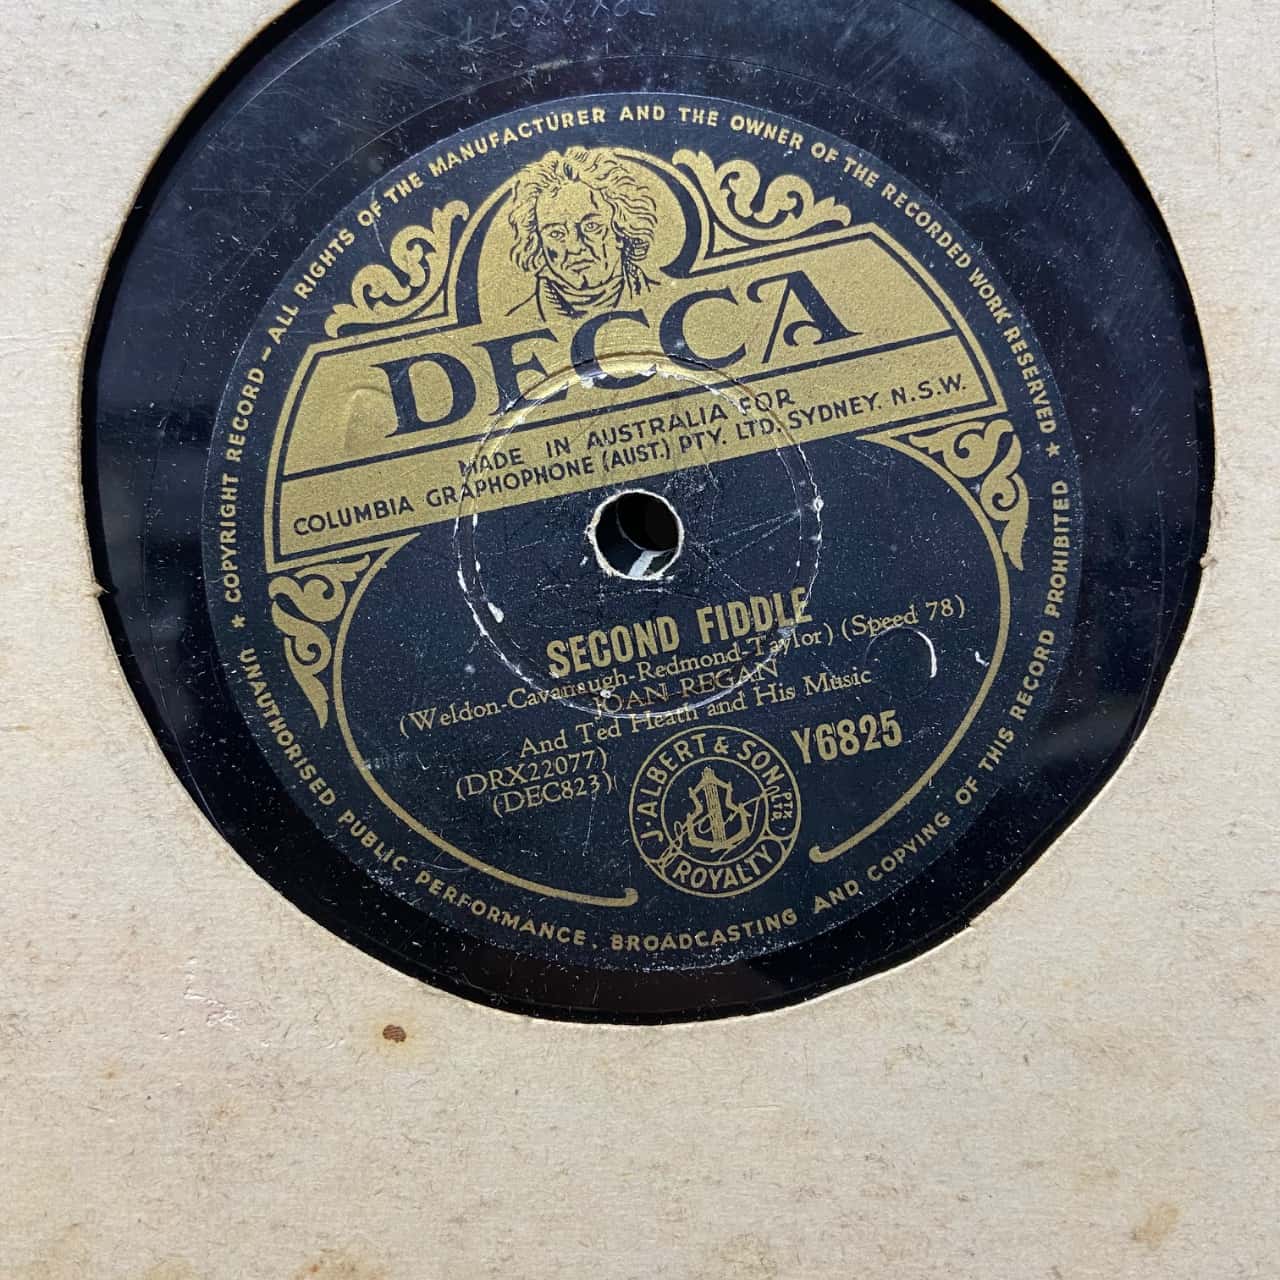 COPYRIGHT RECORD - ALL RIGHTS OF THE MANUFACTURER AND THE OWNER OF THE RECORDED WORK RESERVED ★
DECCA
MADE IN AUSTRALIA FOR
COLUMBIA GRAPHOPHONE (AUST.) PTY. LTD. SYDNEY. N.S.W.
SECOND FIDDLE
(Weldon-Cavanaugh-Redmond-Taylor) (Speed 78)
JOAN REGAN
And Ted Heath and His Music
(DRX22077)
(DEC823)
Y6825
J. ALBERT & SON PTY. LTD.
ROYALTY
★ UNAUTHORISED PUBLIC PERFORMANCE. BROADCASTING AND COPYING OF THIS RECORD PROHIBITED